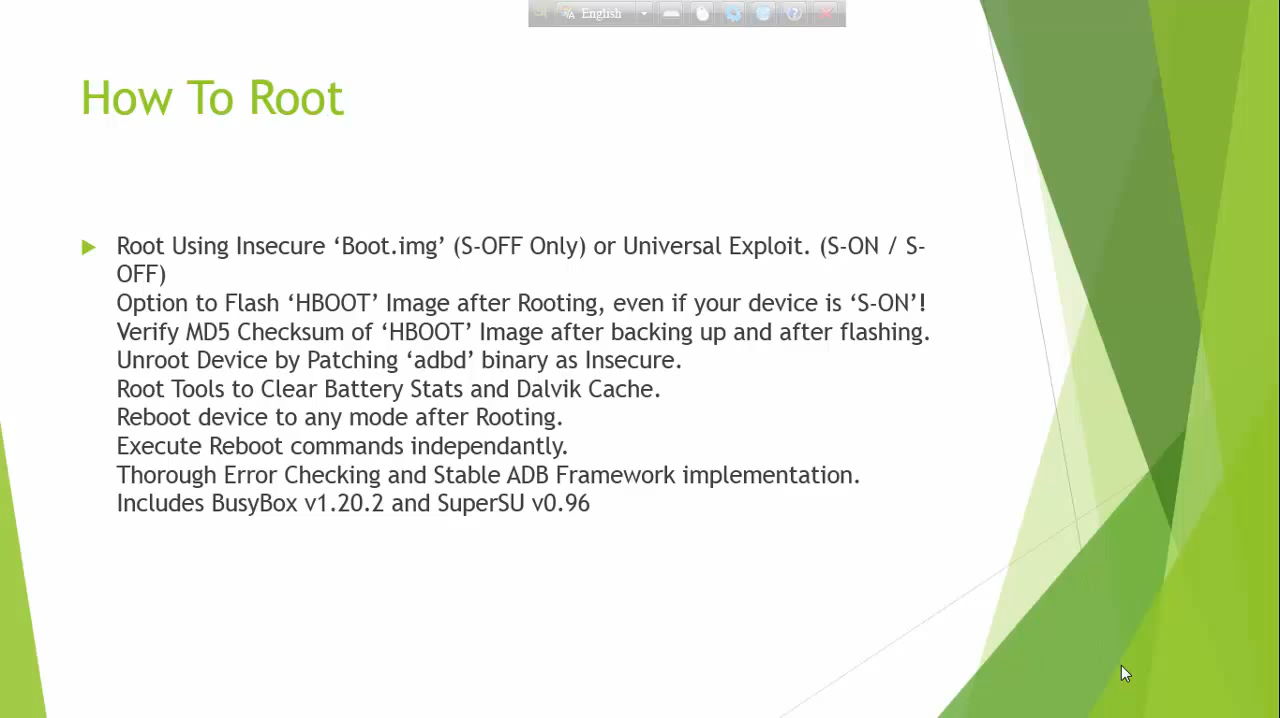 English
How To Root
Root Using Insecure ‘Boot.img’ (S-OFF Only) or Universal Exploit. (S-ON / S-
OFF)
Option to Flash ‘HBOOT’ Image after Rooting, even if your device is ‘S-ON’!
Verify MD5 Checksum of ‘HBOOT’ Image after backing up and after flashing.
Unroot Device by Patching ‘adbd’ binary as Insecure.
Root Tools to Clear Battery Stats and Dalvik Cache.
Reboot device to any mode after Rooting.
Execute Reboot commands independantly.
Thorough Error Checking and Stable ADB Framework implementation.
Includes BusyBox v1.20.2 and SuperSU v0.96